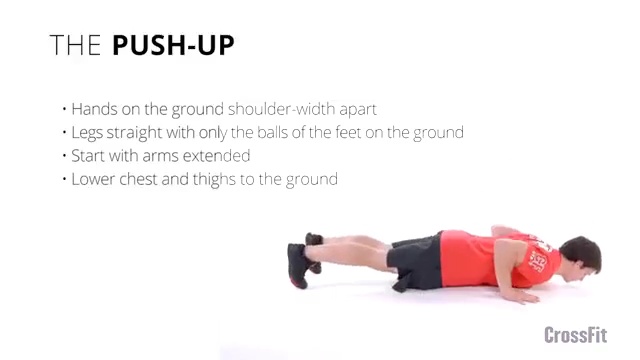 THE PUSH-UP
• Hands on the ground shoulder-width apart
• Legs straight with only the balls of the feet on the ground
• Start with arms extended
• Lower chest and thighs to the ground
CrossFit